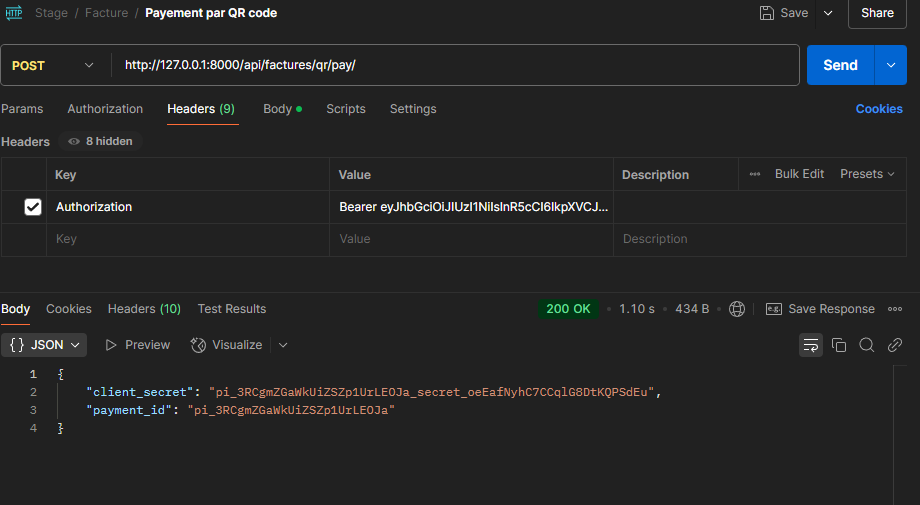 HTTP Stage / Facture / Payement par QR code Save Share
POST http://127.0.0.1:8000/api/factures/qr/pay/ Send
Params Authorization Headers (9) Body Scripts Settings Cookies
Headers 8 hidden
Key Value Description ••• Bulk Edit Presets
Authorization Bearer eyJhbGciOiJIUzI1NiIsInR5cCI6IkpXVCJ...
Key Value Description
Body Cookies Headers (10) Test Results 200 OK • 1.10 s • 434 B • e.g. Save Response •••
{} JSON Preview Visualize
1 {
2 "client_secret": "pi_3RCgmZGaWkUiZSZp1UrLEOJa_secret_oeEafNyhC7CCqlG8DtKQPSdEu",
3 "payment_id": "pi_3RCgmZGaWkUiZSZp1UrLEOJa"
4 }